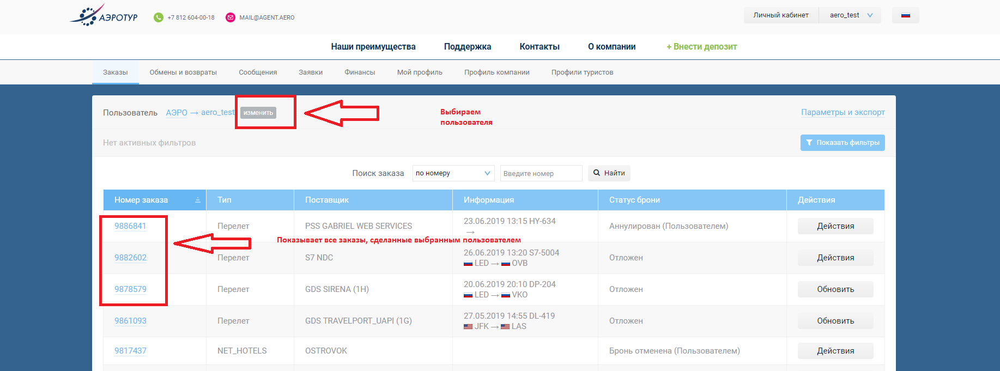 АЭРОТУР
+7 812 604-00-18
MAIL@AGENT.AERO
Личный кабинет
aero_test
Наши преимущества
Поддержка
Контакты
О компании
+ Внести депозит
Заказы
Обмены и возвраты
Сообщения
Заявки
Финансы
Мой профиль
Профиль компании
Профили туристов
Пользователь АЭРО → aero_test изменить
Выбираем
пользователя
Параметры и экспорт
Нет активных фильтров
Показать фильтры
Поиск заказа
по номеру
Введите номер
Найти
Номер заказа
Тип
Поставщик
Информация
Статус брони
Действия
9886841
Перелет
PSS GABRIEL WEB SERVICES
23.06.2019 13:15 HY-634
→
Аннулирован (Пользователем)
Действия
Показывает все заказы, сделанные выбранным пользователем
9882602
Перелет
S7 NDC
26.06.2019 13:20 S7-5004
LED → OVB
Отложен
Действия
9878579
Перелет
GDS SIRENA (1H)
20.06.2019 20:10 DP-204
LED → VKO
Отложен
Обновить
9861093
Перелет
GDS TRAVELPORT_UAPI (1G)
27.05.2019 14:55 DL-419
JFK → LAS
Отложен
Обновить
9817437
NET_HOTELS
OSTROVOK
Бронь отменена (Пользователем)
Действия